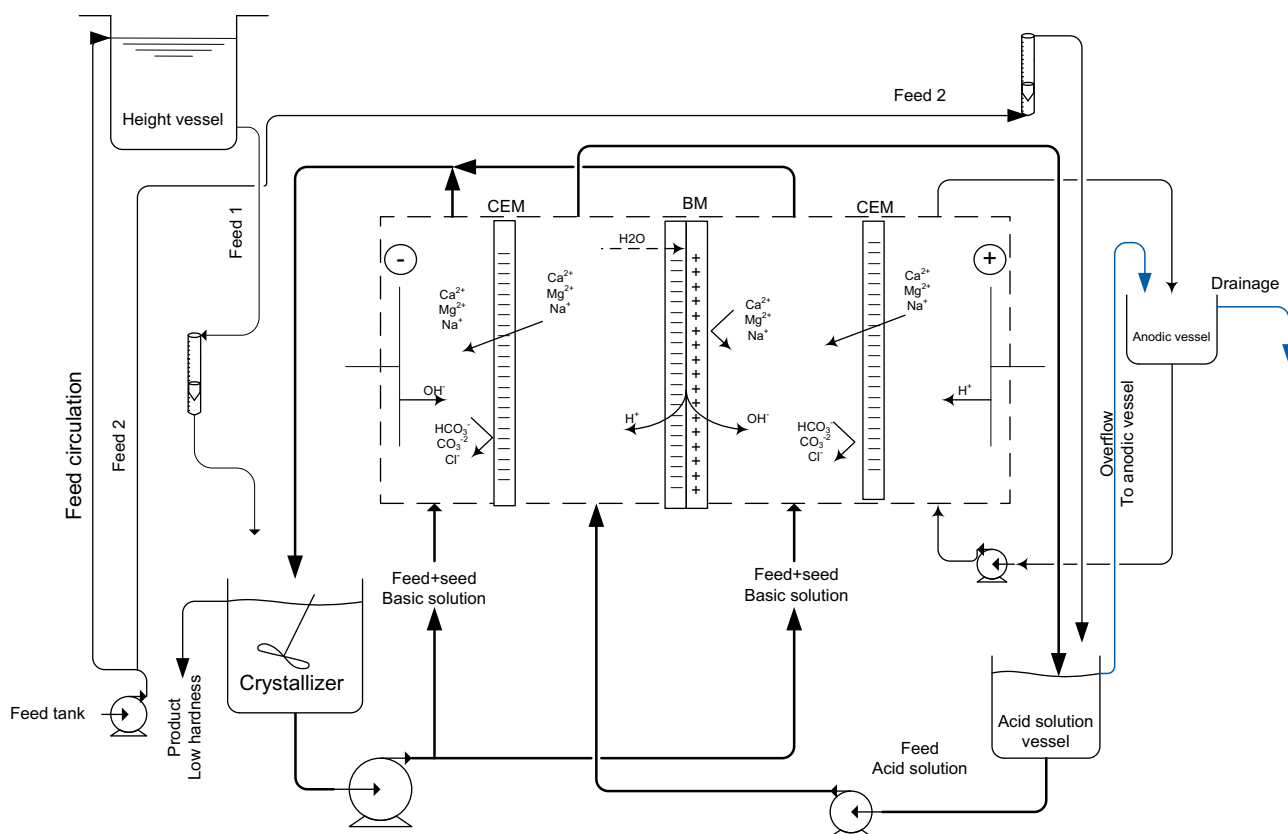 Height vessel
Feed 2
Feed 1
Feed circulation
Feed 2
CEM
BM
CEM
H2O
-
+
Ca²⁺
Mg²⁺
Na⁺
Ca²⁺
Mg²⁺
Na⁺
Ca²⁺
Mg²⁺
Na⁺
Ca²⁺
Mg²⁺
Na⁺
OH⁻
H⁺
OH⁻
H⁺
HCO₃⁻
CO₃⁻²
Cl⁻
HCO₃⁻
CO₃⁻²
Cl⁻
Drainage
Anodic vessel
Overflow
To anodic vessel
Feed+seed
Basic solution
Feed+seed
Basic solution
Crystallizer
Feed tank
Product
Low hardness
Acid solution
vessel
Feed
Acid solution